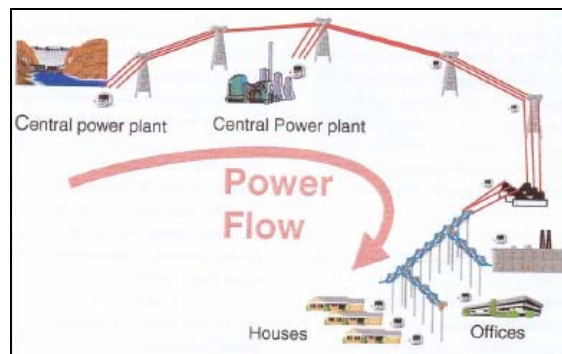 Central power plant
Central Power plant
Power
Flow
Houses
Offices